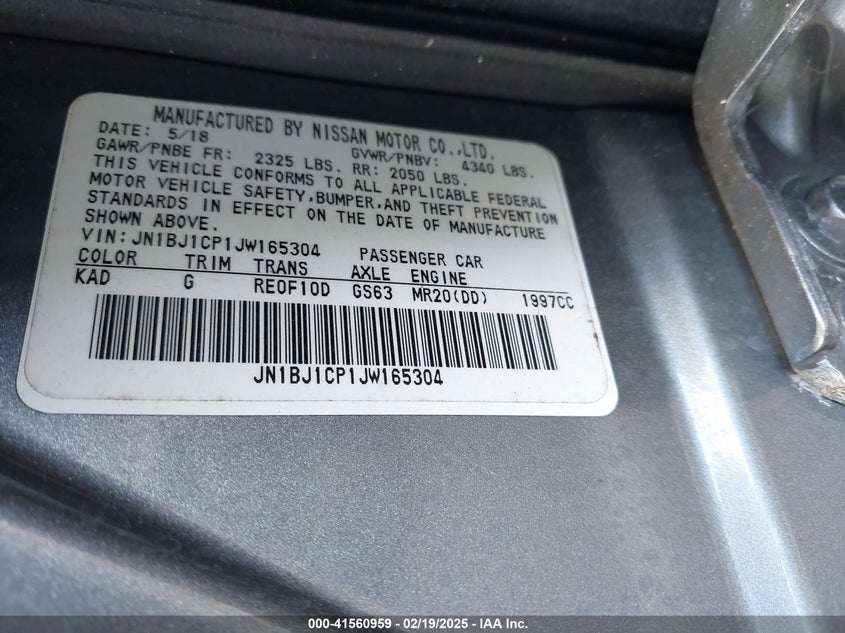 MANUFACTURED BY NISSAN MOTOR CO.,LTD.
DATE: 5/18 GVWR/PNBV: 4340 LBS.
GAWR/PNBE FR: 2325 LBS. RR: 2050 LBS.
THIS VEHICLE CONFORMS TO ALL APPLICABLE FEDERAL
MOTOR VEHICLE SAFETY,BUMPER,AND THEFT PREVENTION
STANDARDS IN EFFECT ON THE DATE OF MANUFACTURE
SHOWN ABOVE.
VIN:JN1BJ1CP1JW165304 PASSENGER CAR
COLOR TRIM TRANS AXLE ENGINE
KAD G RE0F10D GS63 MR20(DD) 1997CC
JN1BJ1CP1JW165304
000-41560959 - 02/19/2025 - IAA Inc.